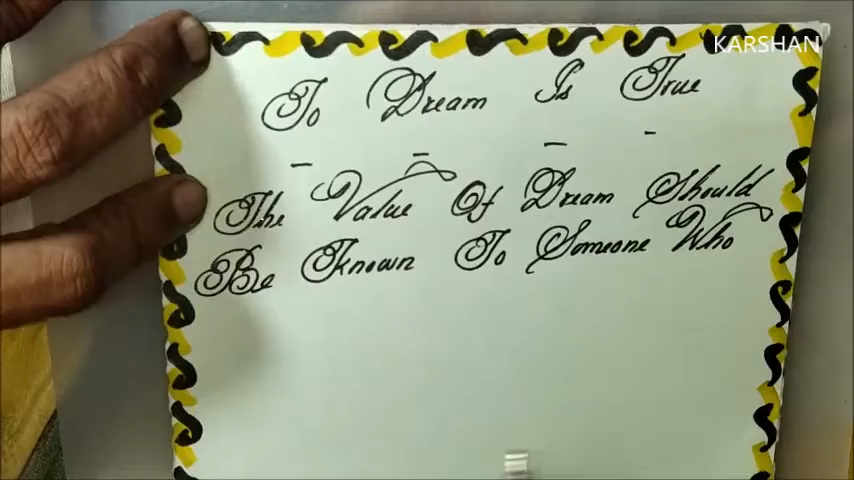 KARSHAN
To Dream Is True
The Value Of Dream Should
Be Known To Someone Who